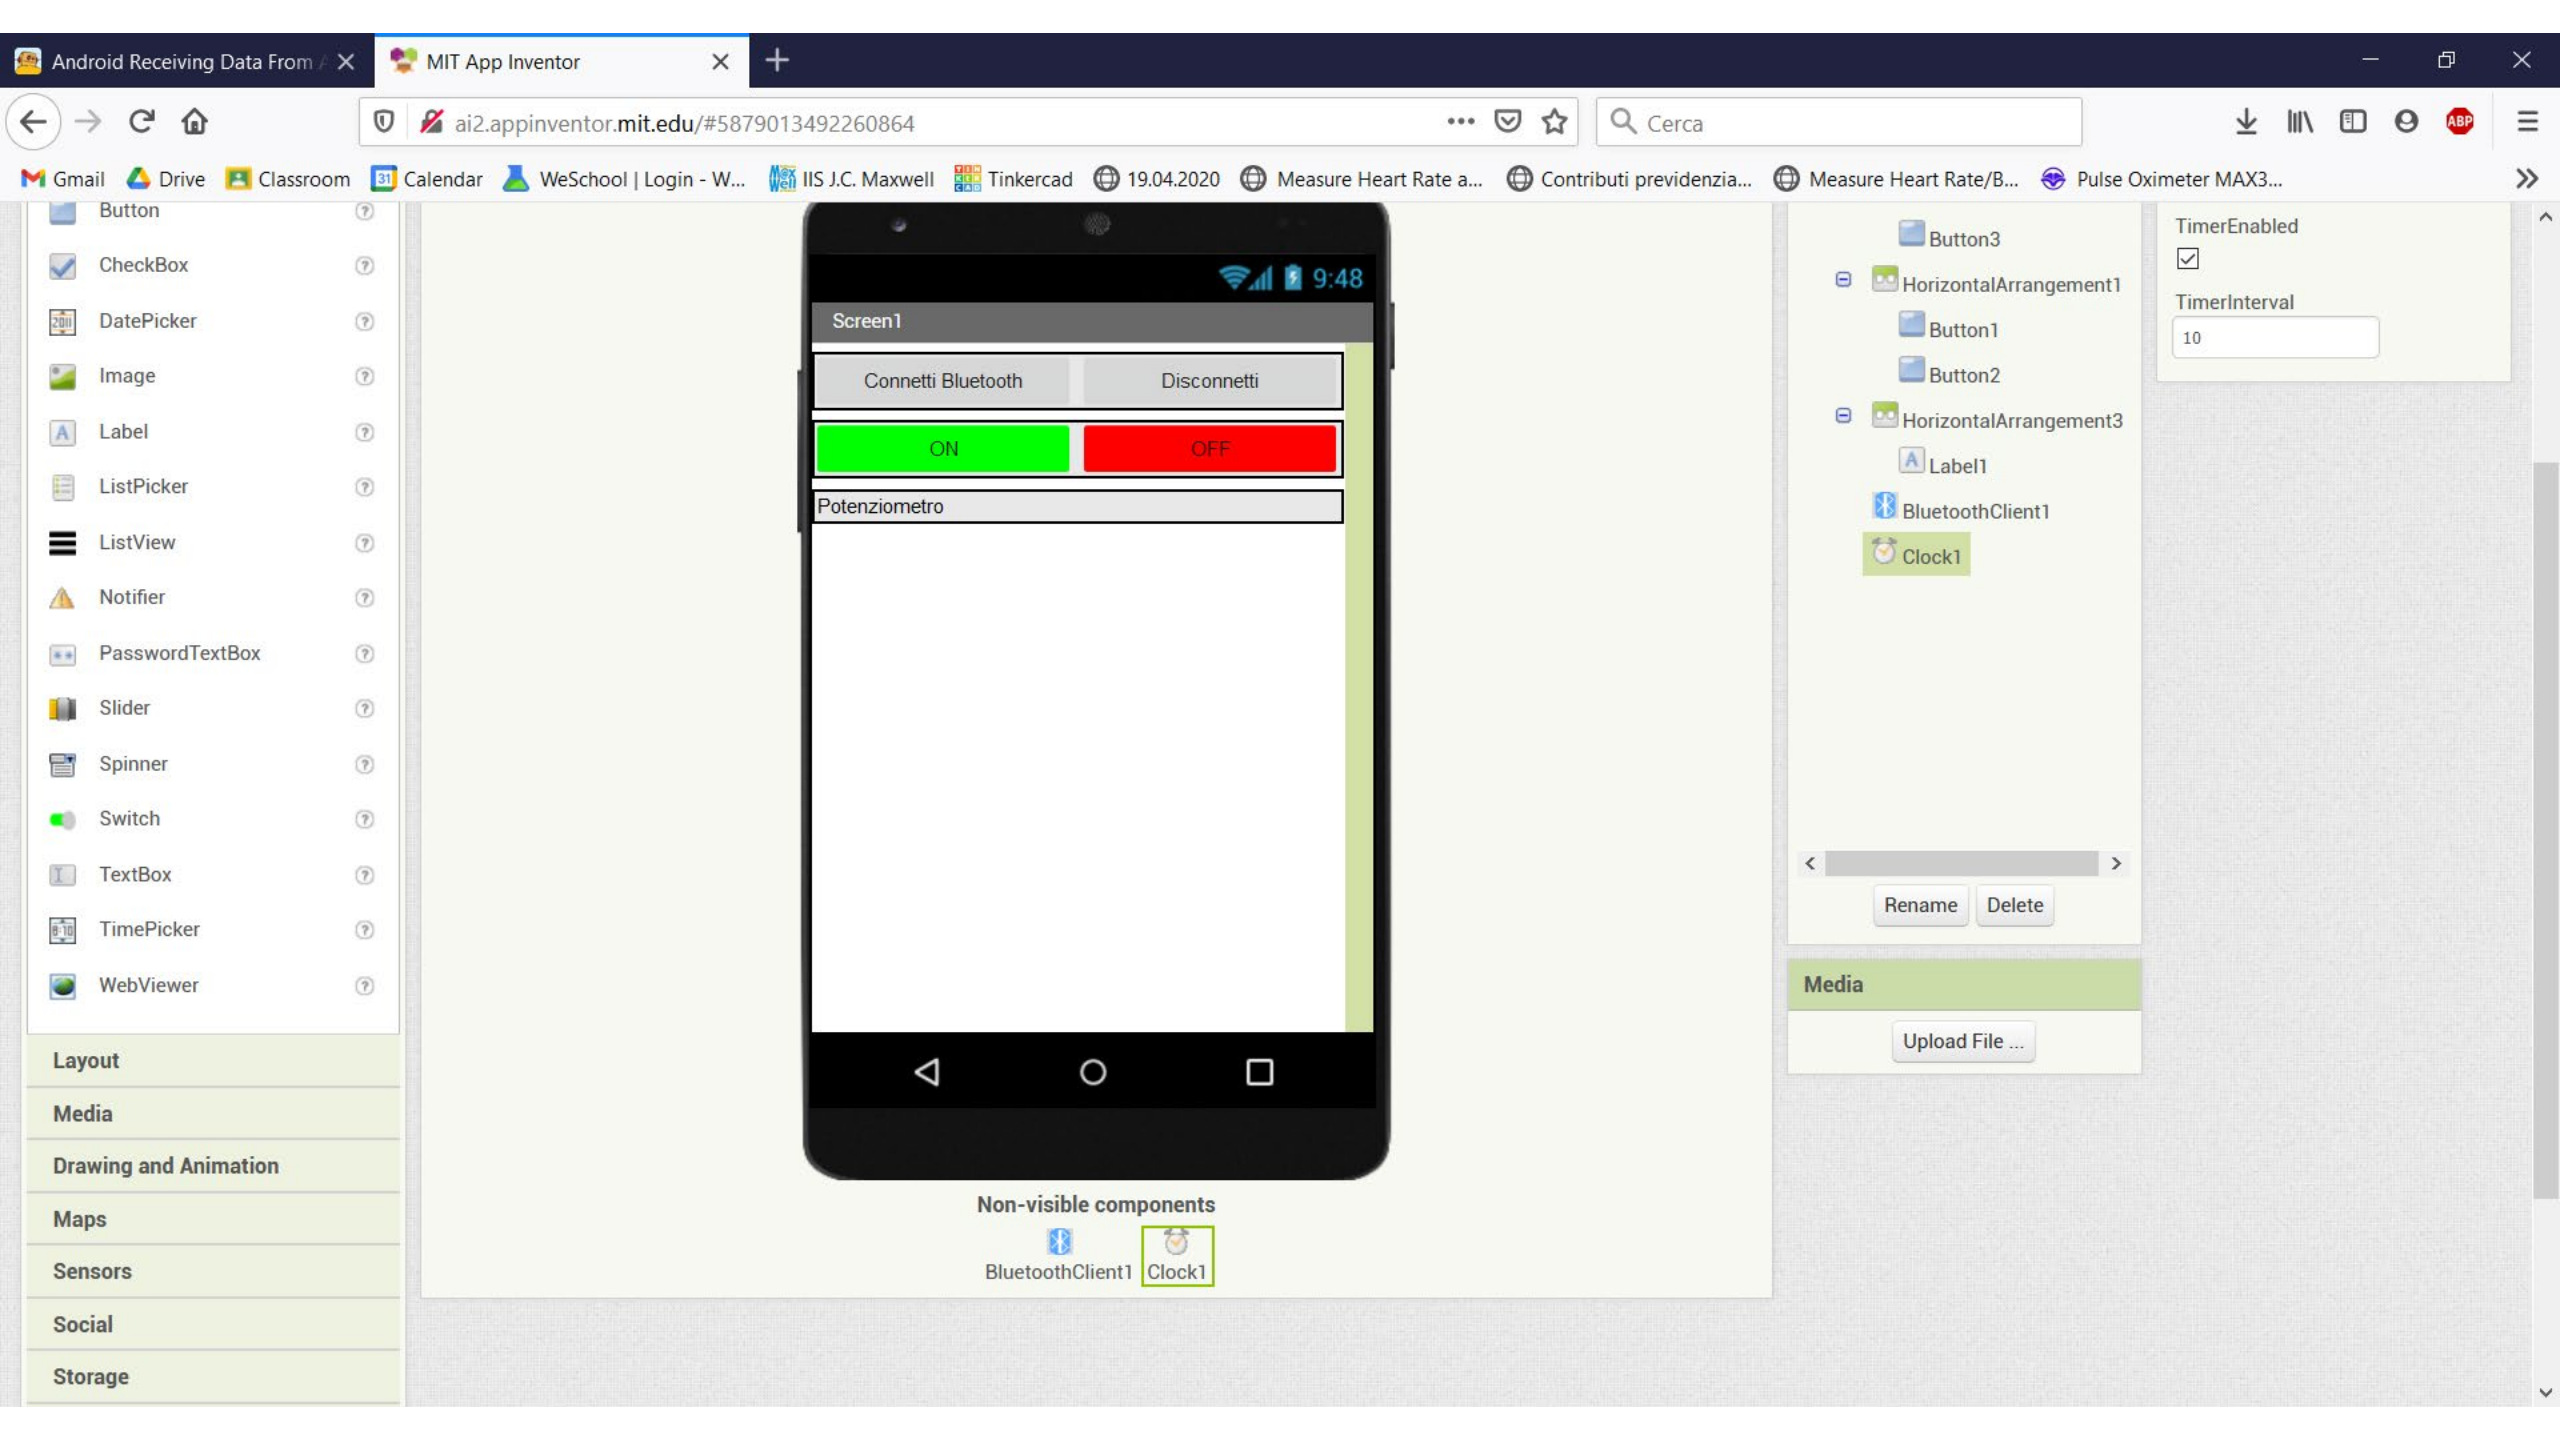 Android Receiving Data From A
MIT App Inventor
ai2.appinventor.mit.edu/#5879013492260864
Cerca
ABP
Gmail
Drive
Classroom
31
Calendar
WeSchool | Login - W...
IIS J.C. Maxwell
Tinkercad
19.04.2020
Measure Heart Rate a...
Contributi previdenzia...
Measure Heart Rate/B...
Pulse Oximeter MAX3...
Button
CheckBox
DatePicker
Image
Label
ListPicker
ListView
Notifier
PasswordTextBox
Slider
Spinner
Switch
TextBox
TimePicker
WebViewer
Layout
Media
Drawing and Animation
Maps
Sensors
Social
Storage
9:48
Screen1
Connetti Bluetooth
Disconnetti
ON
OFF
Potenziometro
Non-visible components
BluetoothClient1
Clock1
Button3
HorizontalArrangement1
Button1
Button2
HorizontalArrangement3
Label1
BluetoothClient1
Clock1
Rename
Delete
Media
Upload File ...
TimerEnabled
TimerInterval
10